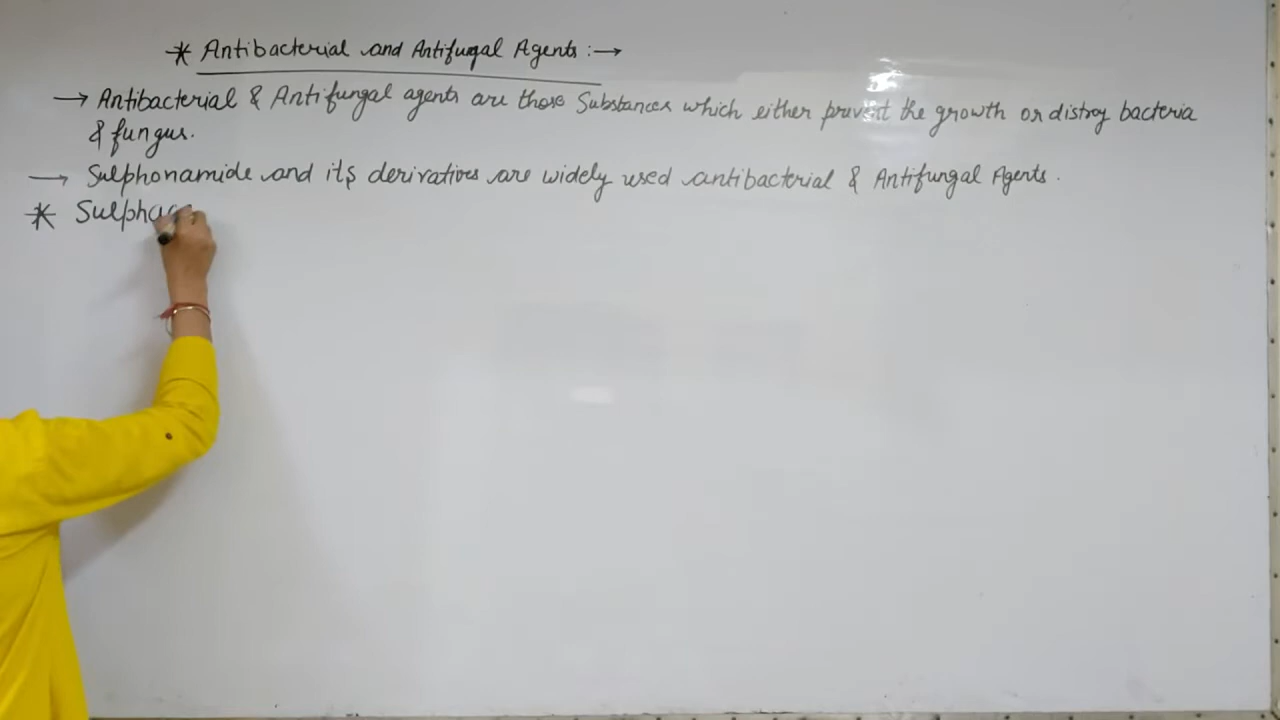 * Antibacterial and Antifungal Agents :→
→ Antibacterial & Antifungal agents are those Substances which either prevent the growth or distroy bacteria
& fungus.
→ Sulphonamide and its derivatives are widely used antibacterial & Antifungal Agents.
* Sulpha